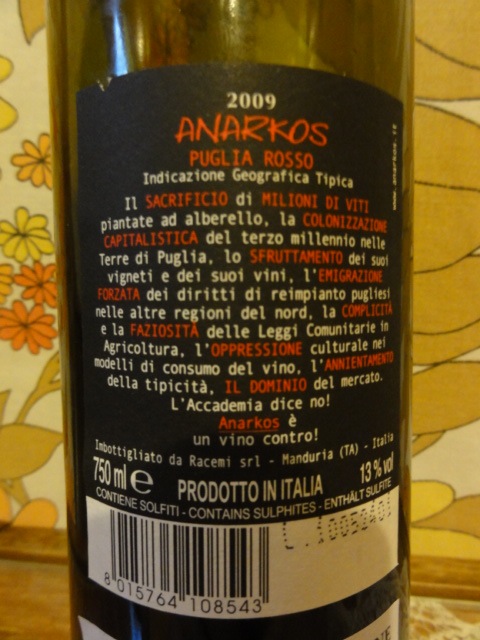 2009
ANARKOS
PUGLIA ROSSO
Indicazione Geografica Tipica
Il SACRIFICIO di MILIONI DI VITI
piantate ad alberello, la COLONIZZAZIONE
CAPITALISTICA del terzo millennio nelle
Terre di Puglia, lo SFRUTTAMENTO dei suoi
vigneti e dei suoi vini, l'EMIGRAZIONE
FORZATA dei diritti di reimpianto pugliesi
nelle altre regioni del nord, la COMPLICITÀ
e la FAZIOSITÀ delle Leggi Comunitarie in
Agricoltura, l'OPPRESSIONE culturale nei
modelli di consumo del vino, l'ANNIENTAMENTO
della tipicità, IL DOMINIO del mercato.
L'Accademia dice no!
Anarkos è
un vino contro!
Imbottigliato da Racemi srl - Manduria (TA) - Italia
750 ml e PRODOTTO IN ITALIA 13% vol
CONTIENE SOLFITI - CONTAINS SULPHITES - ENTHÄLT SULFITE
8 015764 108543
www.anarkos.it